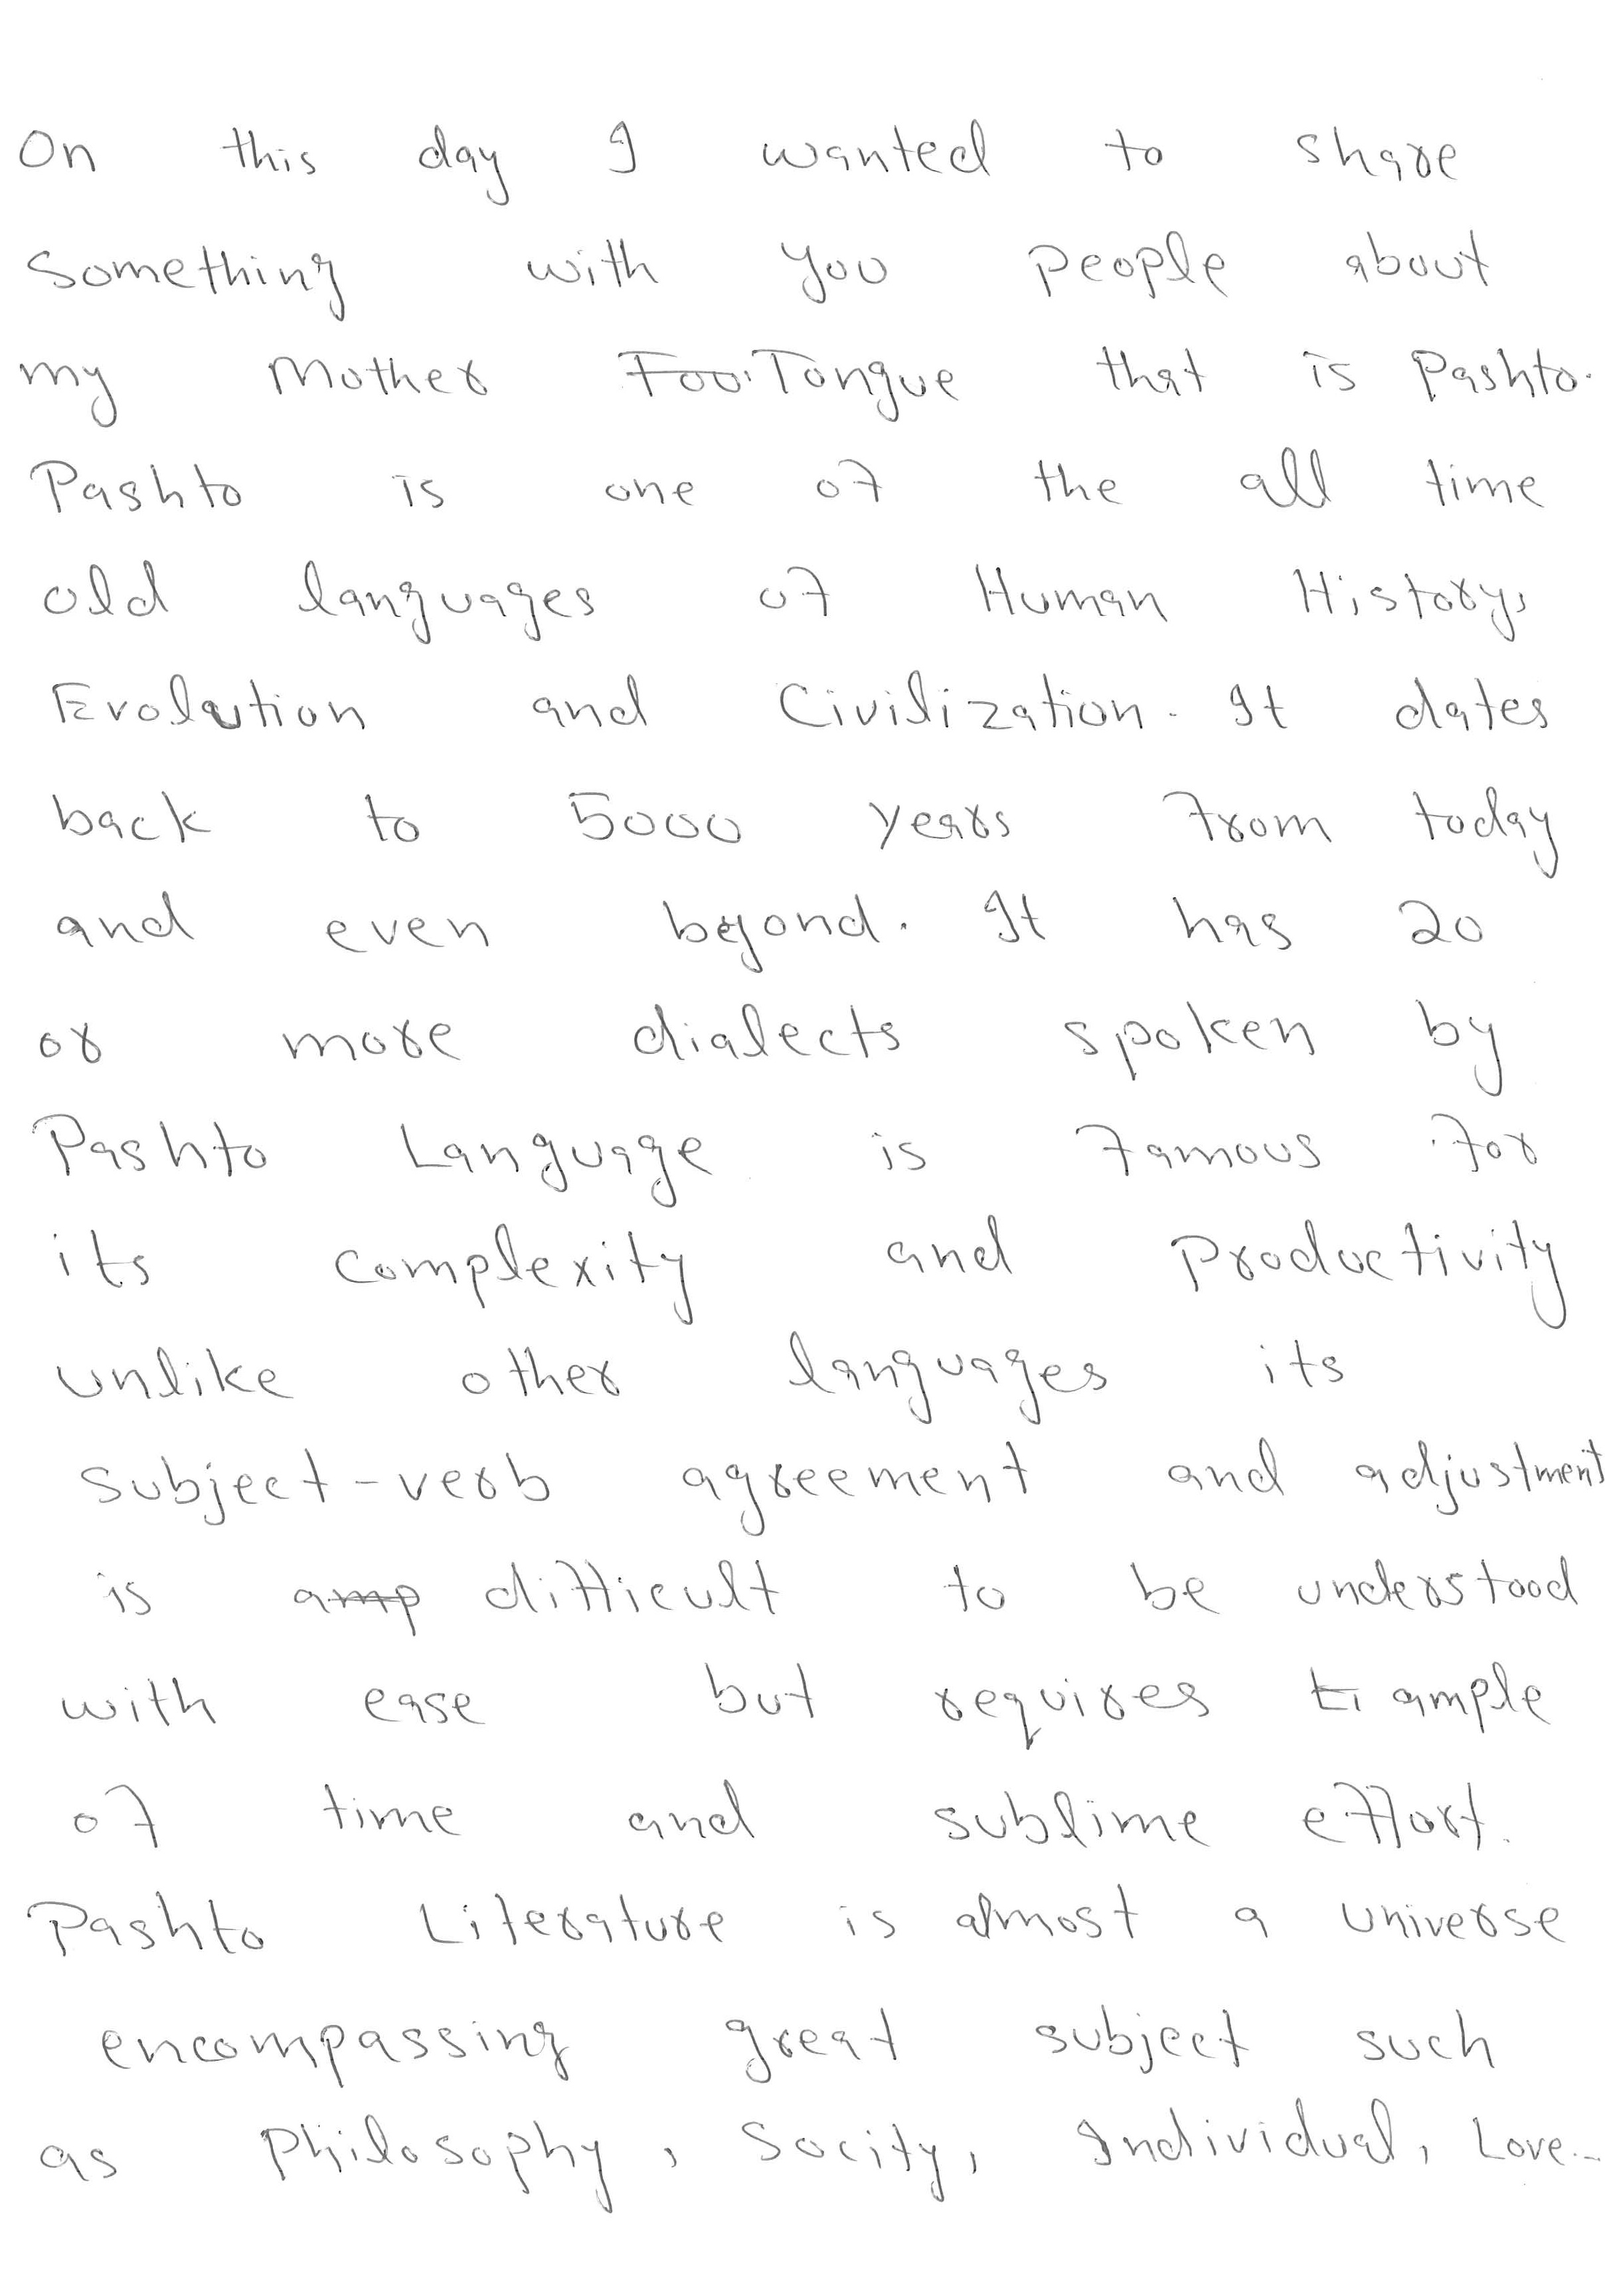 On this day I wanted to share
Something with you people about
my Mother Foo Tongue that is Pashto.
Pashto is one of the all time
old languages of Human History,
Evolution and Civilization. It dates
back to 5000 years from today
and even beyond. It has 20
or more dialects spoken by
Pashto Language is famous for
its complexity and Productivity
unlike other languages its
subject-verb agreement and adjustment
is amp difficult to be understood
with ease but requires ti ample
of time and sublime effort.
Pashto Literature is almost a universe
encompassing great subject such
as Philosophy, Socity, Individual, Love..